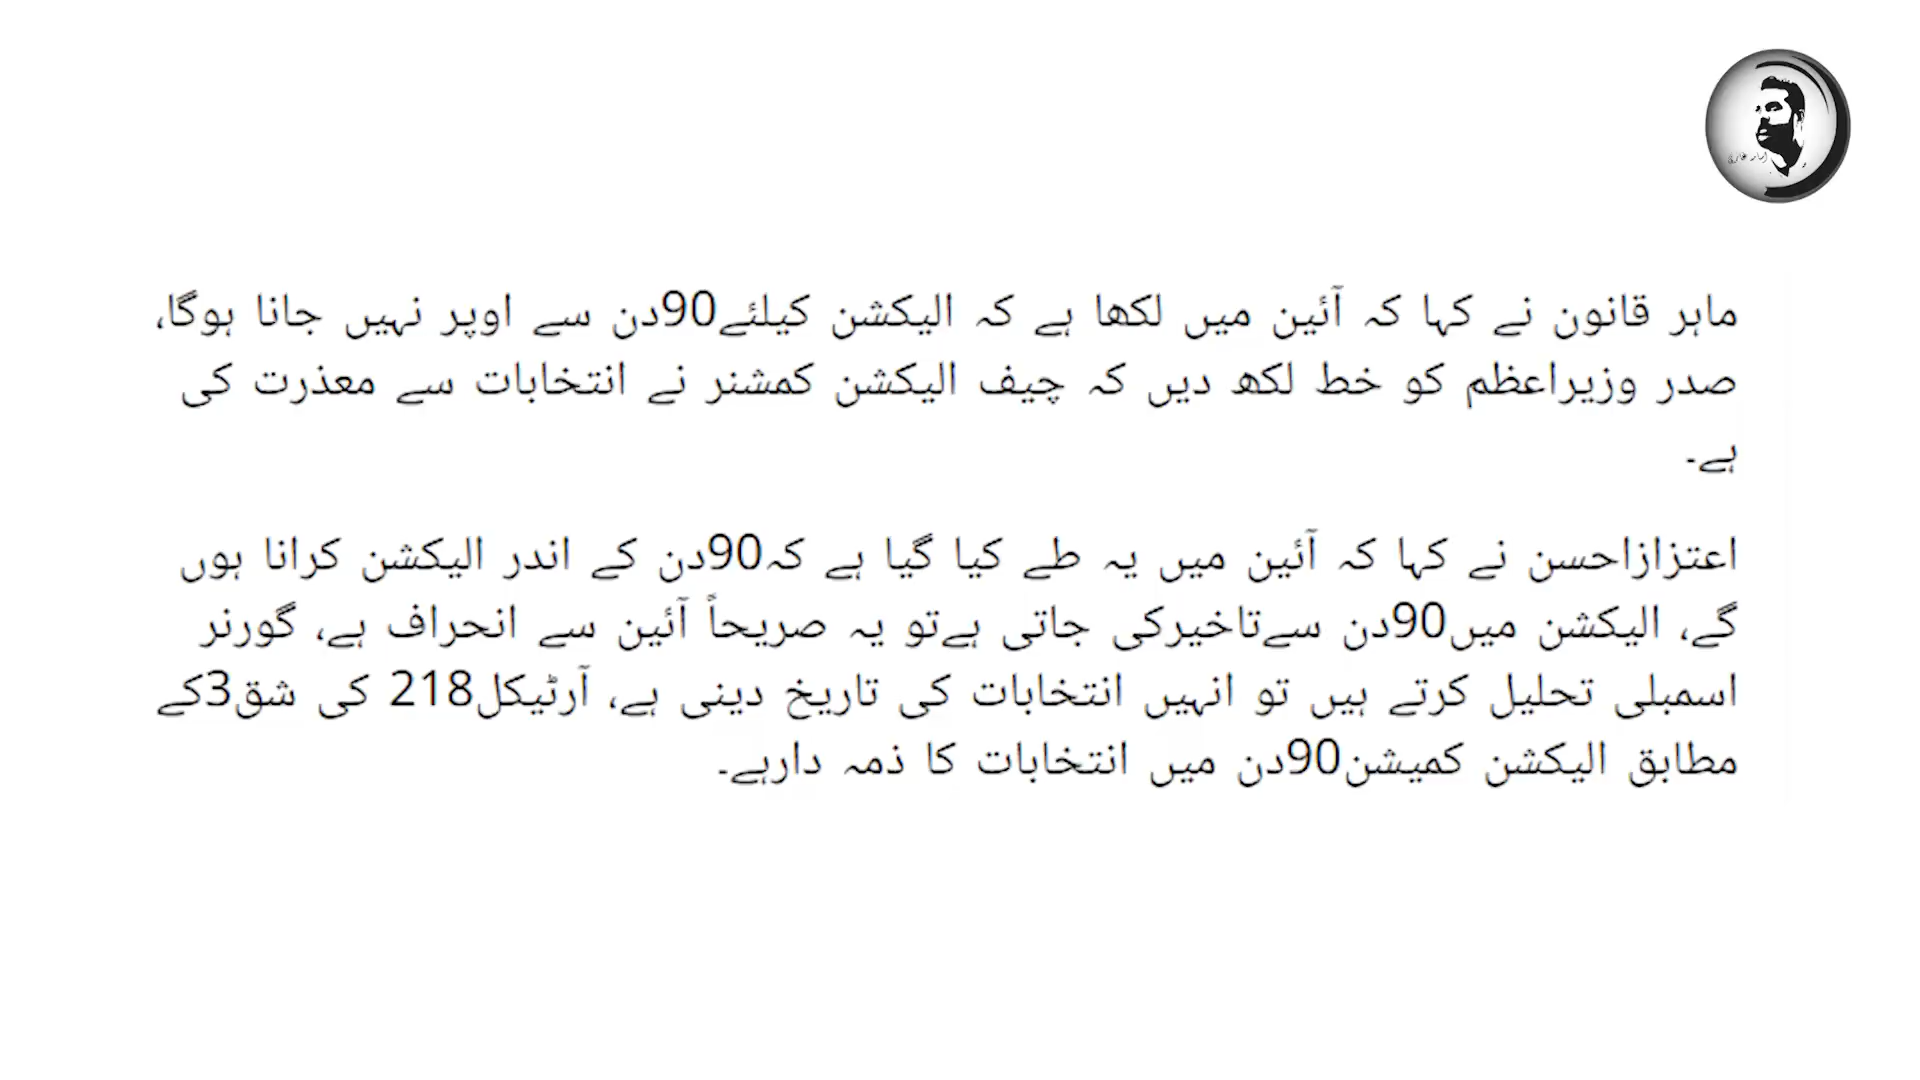 ماہر قانون نے کہا کہ آئین میں لکھا ہے کہ الیکشن کیلئے90دن سے اوپر نہیں جانا ہوگا،
صدر وزیراعظم کو خط لکھ دیں کہ چیف الیکشن کمشنر نے انتخابات سے معذرت کی
ہے۔
اعتزازاحسن نے کہا کہ آئین میں یہ طے کیا گیا ہے کہ90دن کے اندر الیکشن کرانا ہوں
گے، الیکشن میں90دن سےتاخیرکی جاتی ہےتو یہ صریحاً آئین سے انحراف ہے، گورنر
اسمبلی تحلیل کرتے ہیں تو انہیں انتخابات کی تاریخ دینی ہے، آرٹیکل218 کی شق3کے
مطابق الیکشن کمیشن90دن میں انتخابات کا ذمہ دارہے۔